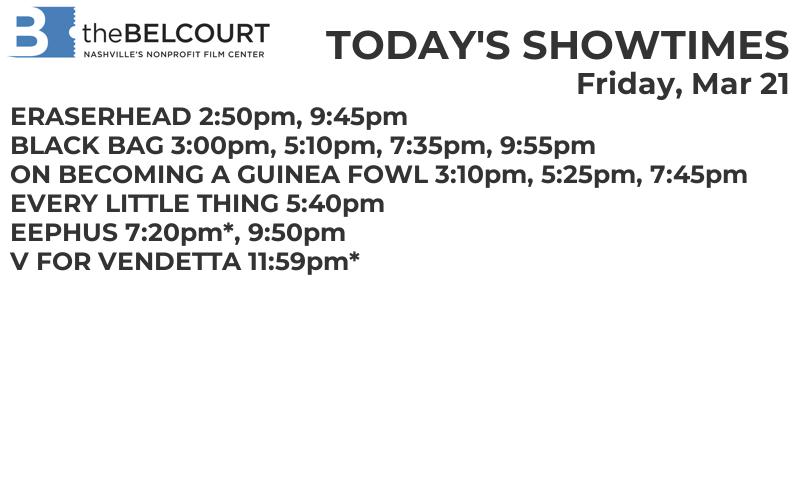 B theBELCOURT
NASHVILLE'S NONPROFIT FILM CENTER
TODAY'S SHOWTIMES
Friday, Mar 21
ERASERHEAD 2:50pm, 9:45pm
BLACK BAG 3:00pm, 5:10pm, 7:35pm, 9:55pm
ON BECOMING A GUINEA FOWL 3:10pm, 5:25pm, 7:45pm
EVERY LITTLE THING 5:40pm
EEPHUS 7:20pm*, 9:50pm
V FOR VENDETTA 11:59pm*